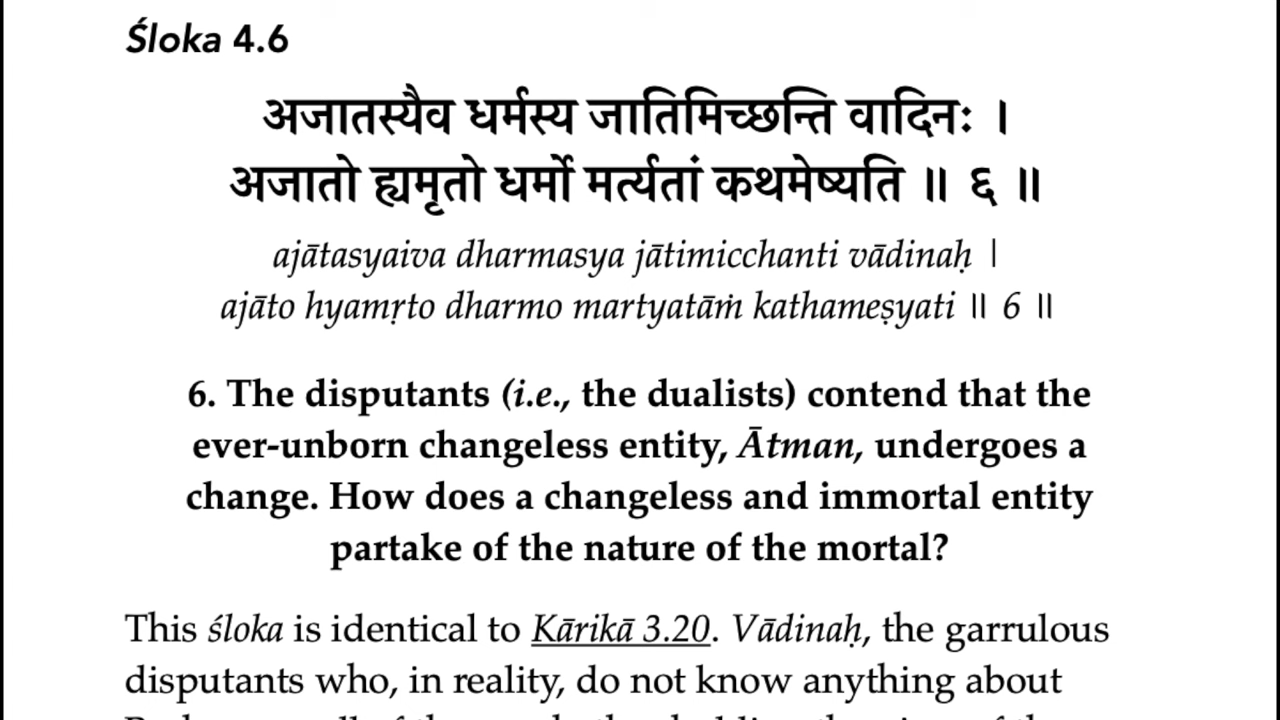 Śloka 4.6
अजातस्यैव धर्मस्य जातिमिच्छन्ति वादिनः ।
अजातो ह्यमृतो धर्मो मर्त्यतां कथमेष्यति ॥ ६ ॥
ajātasyaiva dharmasya jātimicchanti vādinaḥ |
ajāto hyamṛto dharmo martyatāṁ kathameṣyati || 6 ||
6. The disputants (i.e., the dualists) contend that the
ever-unborn changeless entity, Ātman, undergoes a
change. How does a changeless and immortal entity
partake of the nature of the mortal?
This śloka is identical to Kārikā 3.20. Vādinaḥ, the garrulous
disputants who, in reality, do not know anything about